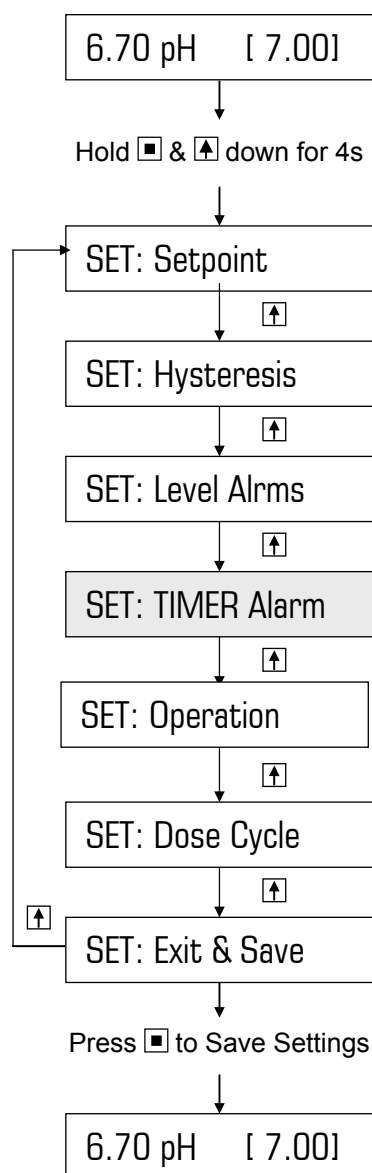 6.70 pH [ 7.00]
Hold & down for 4s
SET: Setpoint
SET: Hysteresis
SET: Level Alrms
SET: TIMER Alarm
SET: Operation
SET: Dose Cycle
SET: Exit & Save
Press to Save Settings
6.70 pH [ 7.00]